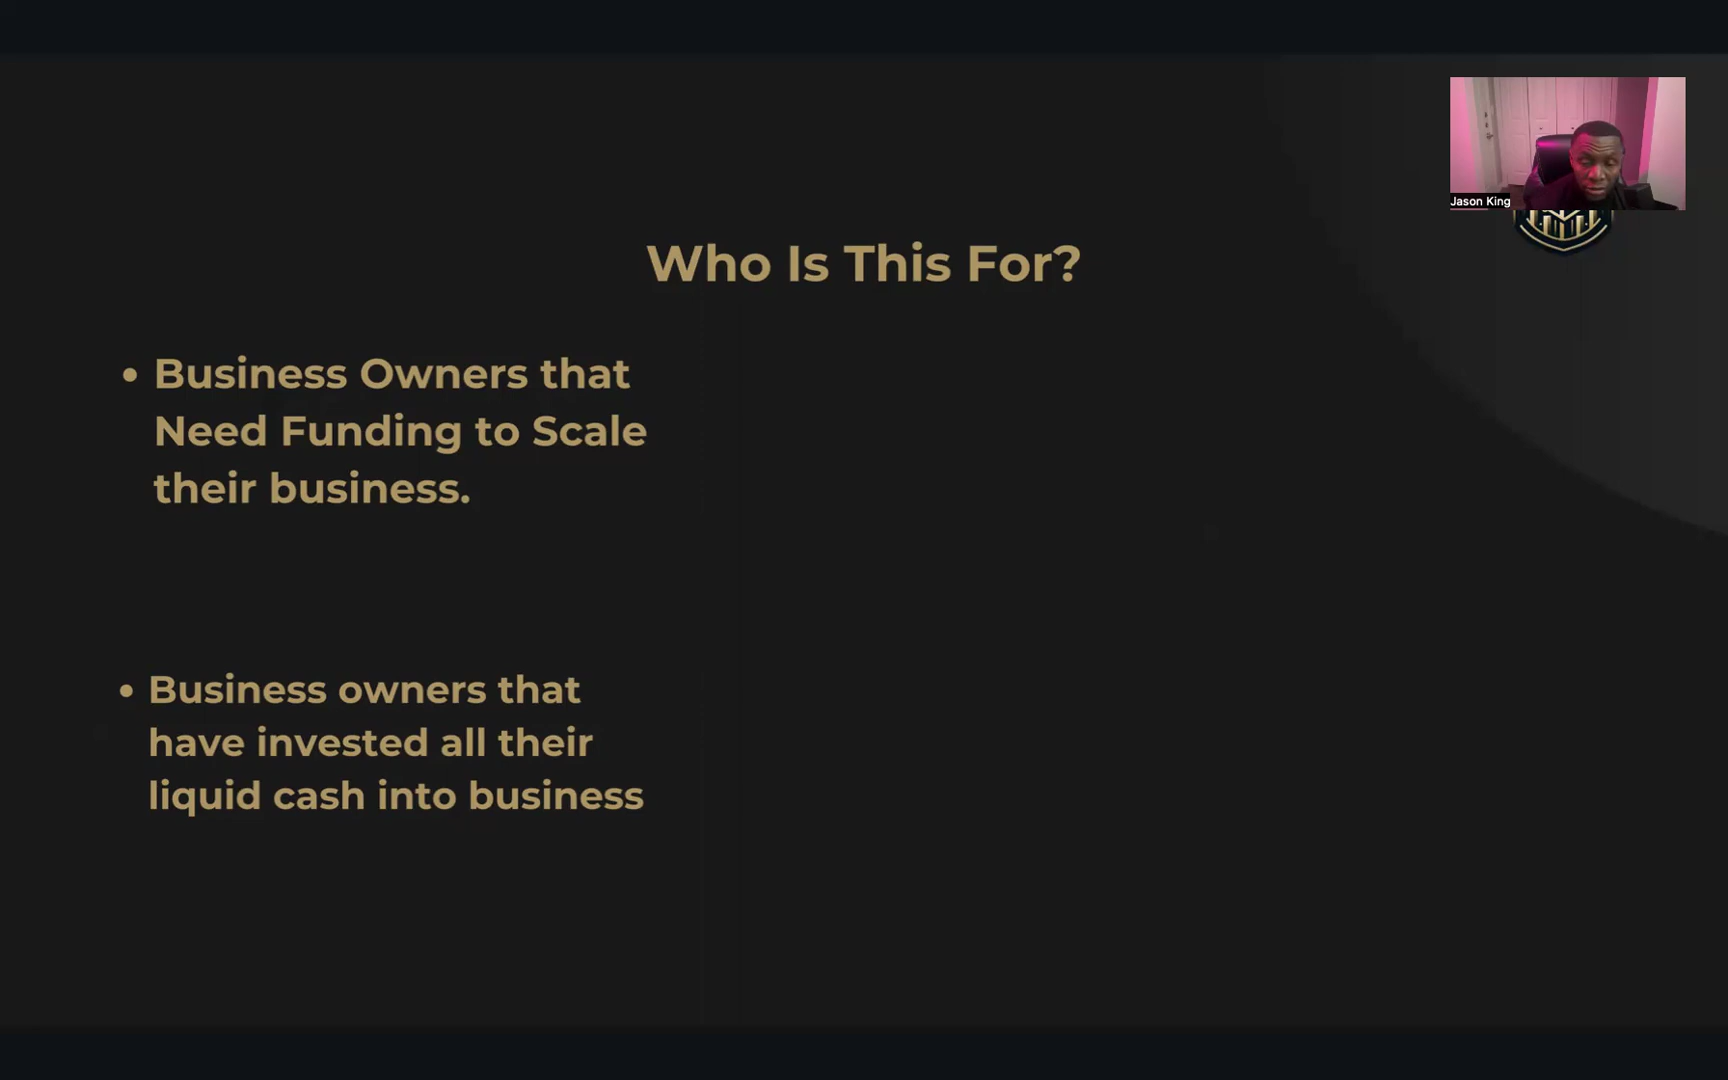 Jason King
Who Is This For?
• Business Owners that
Need Funding to Scale
their business.
• Business owners that
have invested all their
liquid cash into business